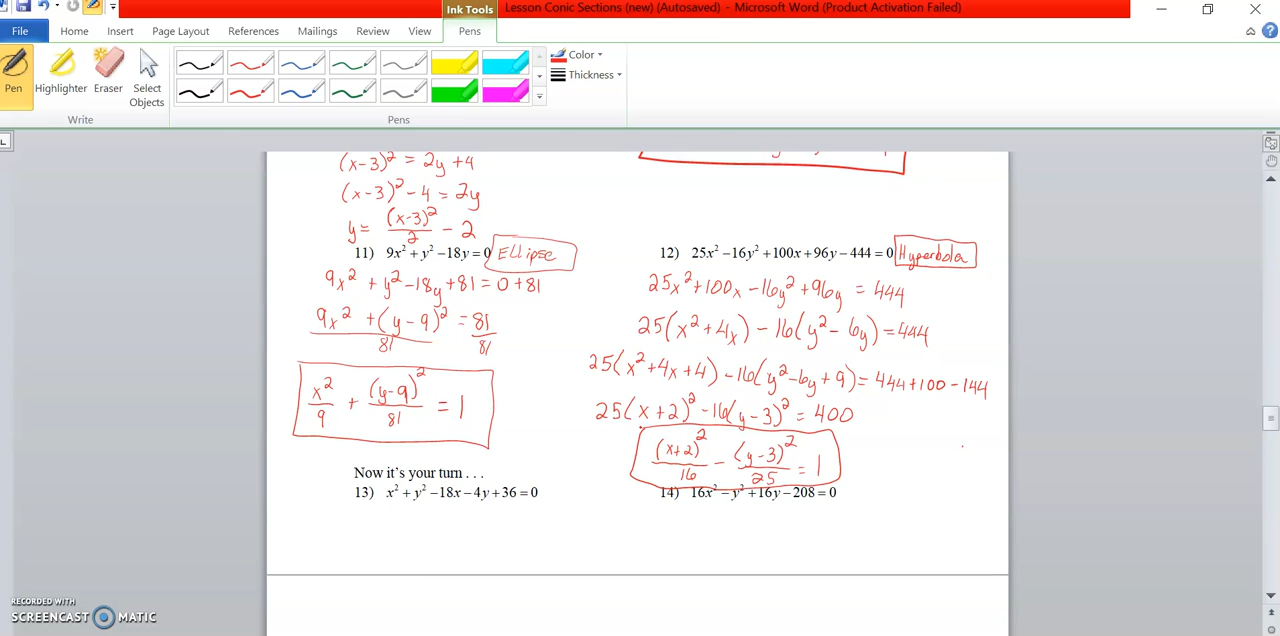 Ink Tools
Lesson Conic Sections (new) (Autosaved) - Microsoft Word (Product Activation Failed)
File Home Insert Page Layout References Mailings Review View Pens
Pen Highlighter Eraser Select Objects
Color
Thickness
Write Pens
(x-3)² = 2y+4
(x-3)² - 4 = 2y
y = (x-3)²/2 - 2
11) 9x² + y² -18y = 0 Ellipse
9x² + y² - 18y + 81 = 0 + 81
9x² + (y-9)² = 81
81 81
x²/9 + (y-9)²/81 = 1
12) 25x² -16y² +100x + 96y - 444 = 0 Hyperbola
25x² + 100x - 16y² + 96y = 444
25(x² + 4x) - 16(y² - 6y) = 444
25(x² + 4x + 4) - 16(y² - 6y + 9) = 444 + 100 - 144
25(x + 2)² - 16(y - 3)² = 400
(x+2)²/16 - (y-3)²/25 = 1
Now it's your turn . . .
13) x² + y² -18x - 4y + 36 = 0
14) 16x² - y² +16y - 208 = 0
RECORDED WITH
SCREENCAST MATIC